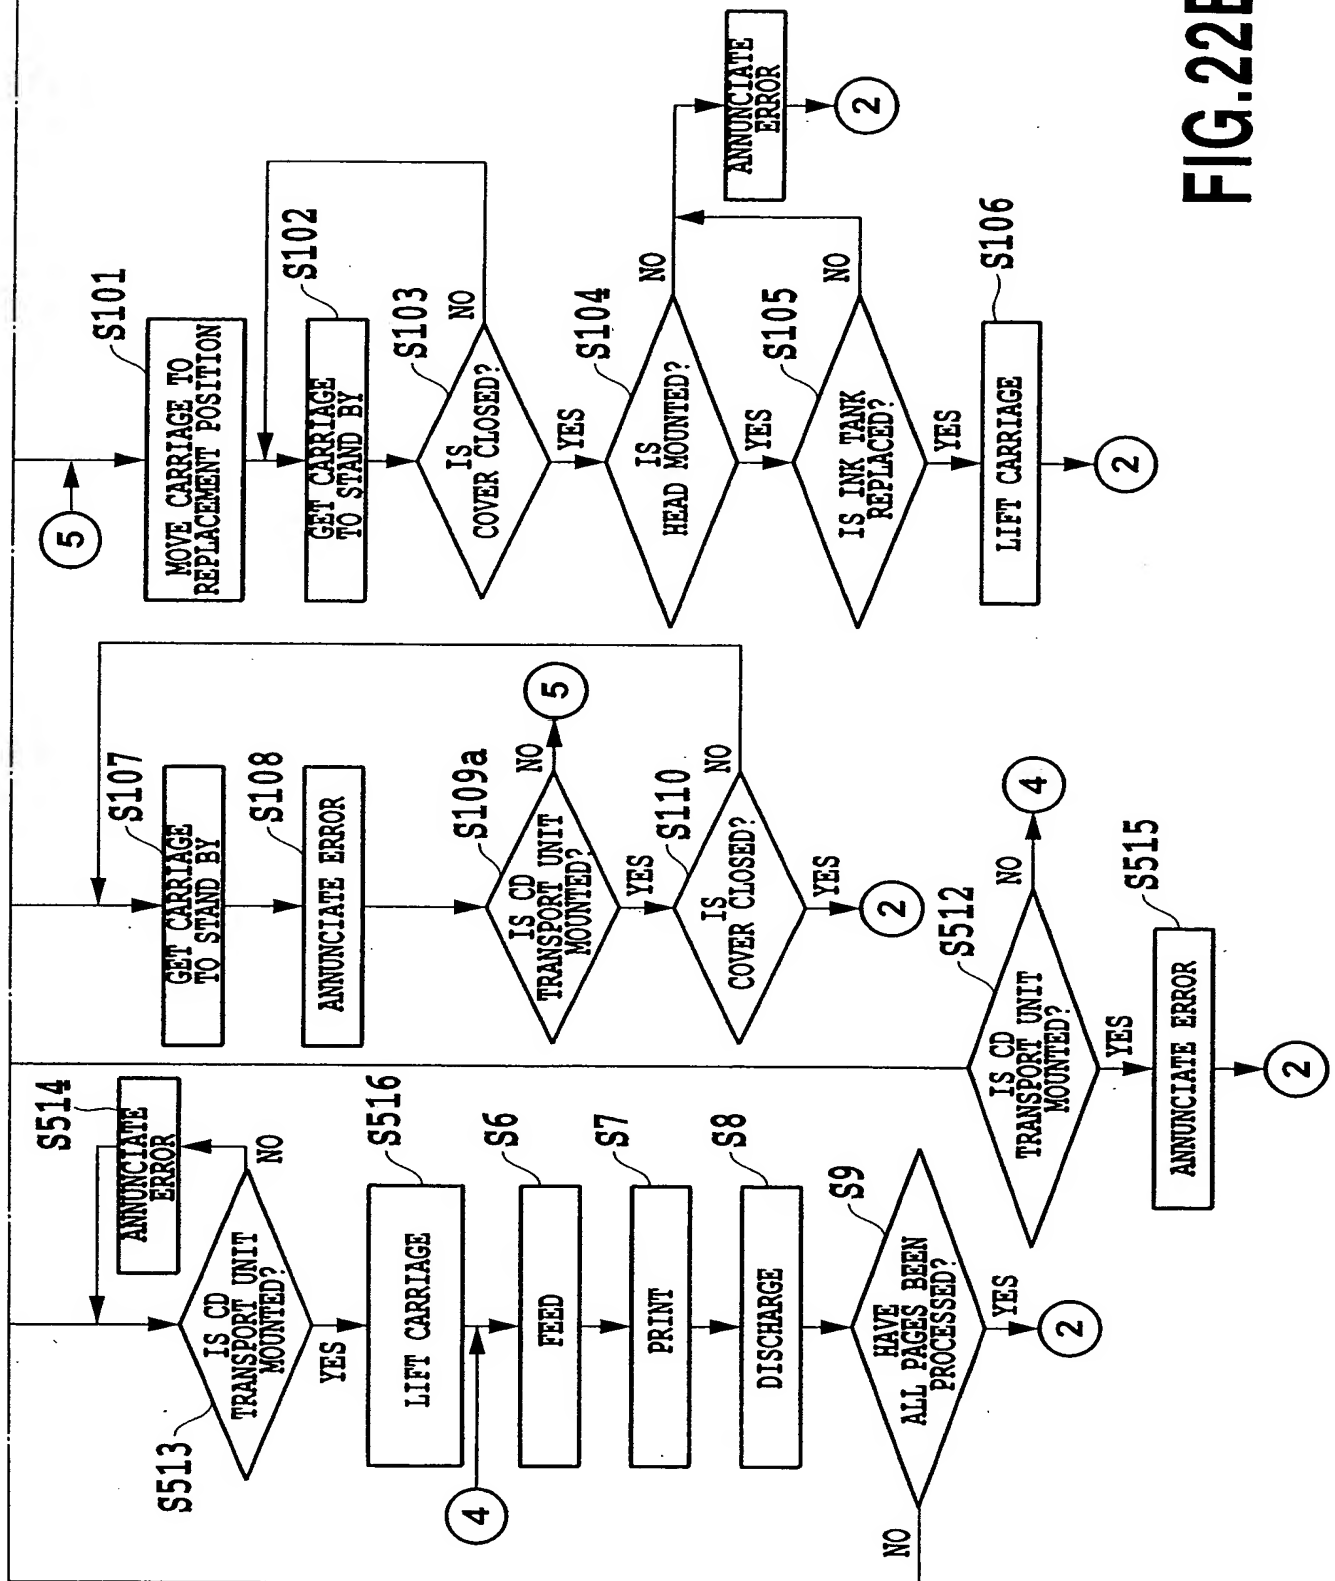 S513
IS CD
TRANSPORT UNIT
MOUNTED?
NO
S514
ANNUNCIATE
ERROR
YES
S516
LIFT CARRIAGE
4
S6
FEED
S7
PRINT
S8
DISCHARGE
S9
HAVE
ALL PAGES BEEN
PROCESSED?
NO
YES
2
S107
GET CARRIAGE
TO STAND BY
S108
ANNUNCIATE ERROR
S109a
IS CD
TRANSPORT UNIT
MOUNTED?
NO
5
YES
S110
IS
COVER CLOSED?
NO
YES
2
S512
IS CD
TRANSPORT UNIT
MOUNTED?
NO
4
YES
S515
ANNUNCIATE ERROR
2
5
S101
MOVE CARRIAGE TO
REPLACEMENT POSITION
S102
GET CARRIAGE
TO STAND BY
S103
IS
COVER CLOSED?
NO
YES
S104
IS
HEAD MOUNTED?
NO
ANNUNCIATE
ERROR
2
YES
S105
IS INK TANK
REPLACED?
NO
YES
S106
LIFT CARRIAGE
2
FIG.22B